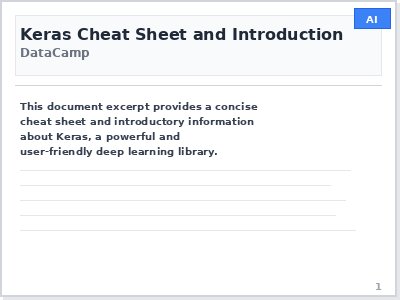 AI
Keras Cheat Sheet and Introduction
DataCamp
This document excerpt provides a concise
cheat sheet and introductory information
about Keras, a powerful and
user-friendly deep learning library.
1